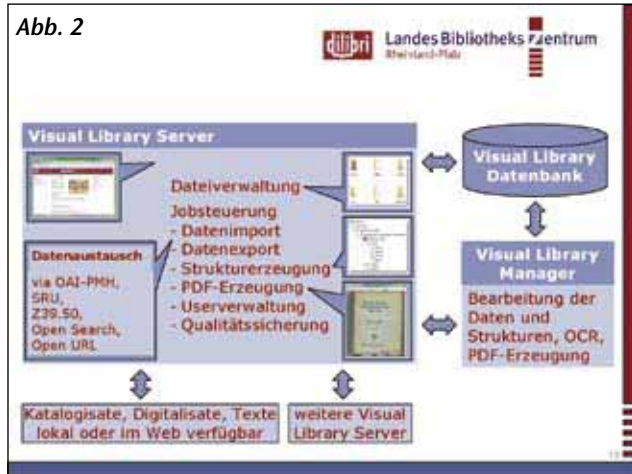 Abb. 2
dilibri
Landes Bibliotheks Zentrum
Rheinland-Pfalz
Visual Library Server
Dateiverwaltung
Jobsteuerung
- Datenimport
- Datenexport
- Strukturerzeugung
- PDF-Erzeugung
- Userverwaltung
- Qualitätssicherung
Datenaustausch
via OAI-PMH,
SRU,
Z39.50,
Open Search,
Open URL
Visual Library
Datenbank
Visual Library
Manager
Bearbeitung der
Daten und
Strukturen, OCR,
PDF-Erzeugung
Katalogisate, Digitalisate, Texte
lokal oder im Web verfügbar
weitere Visual
Library Server